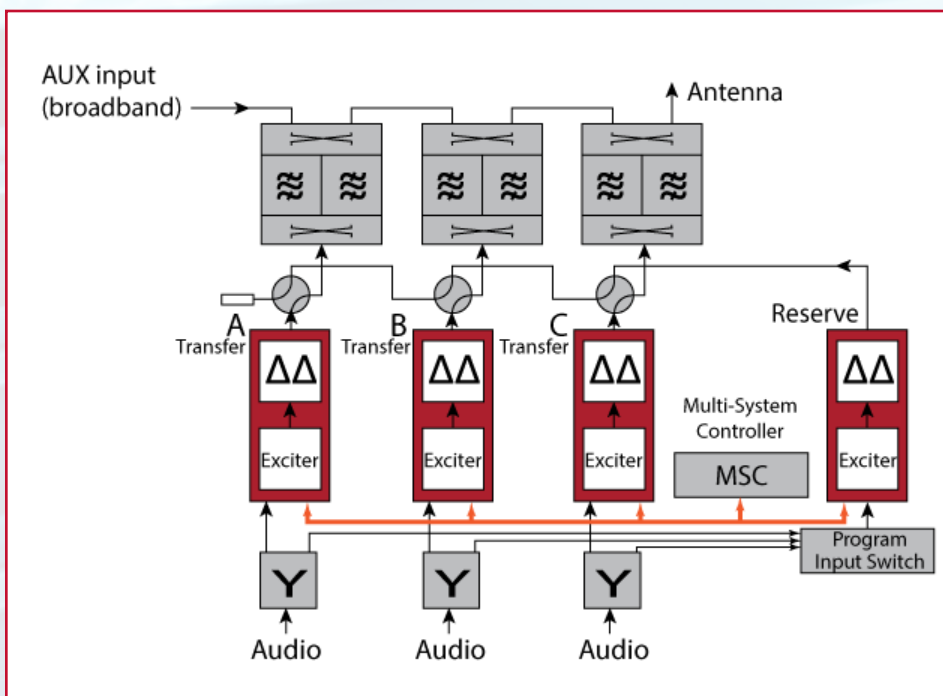 AUX input
(broadband)
Antenna
A
Transfer
B
Transfer
C
Transfer
Reserve
ΔΔ
ΔΔ
ΔΔ
ΔΔ
Multi-System
Controller
MSC
Exciter
Exciter
Exciter
Exciter
Program
Input Switch
Y
Y
Y
Audio
Audio
Audio